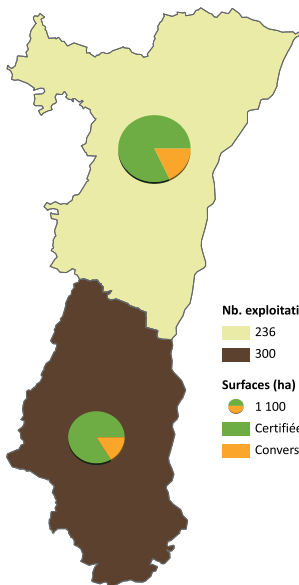 Nb. exploitati
236
300
Surfaces (ha)
1 100
Certifiée
Convers